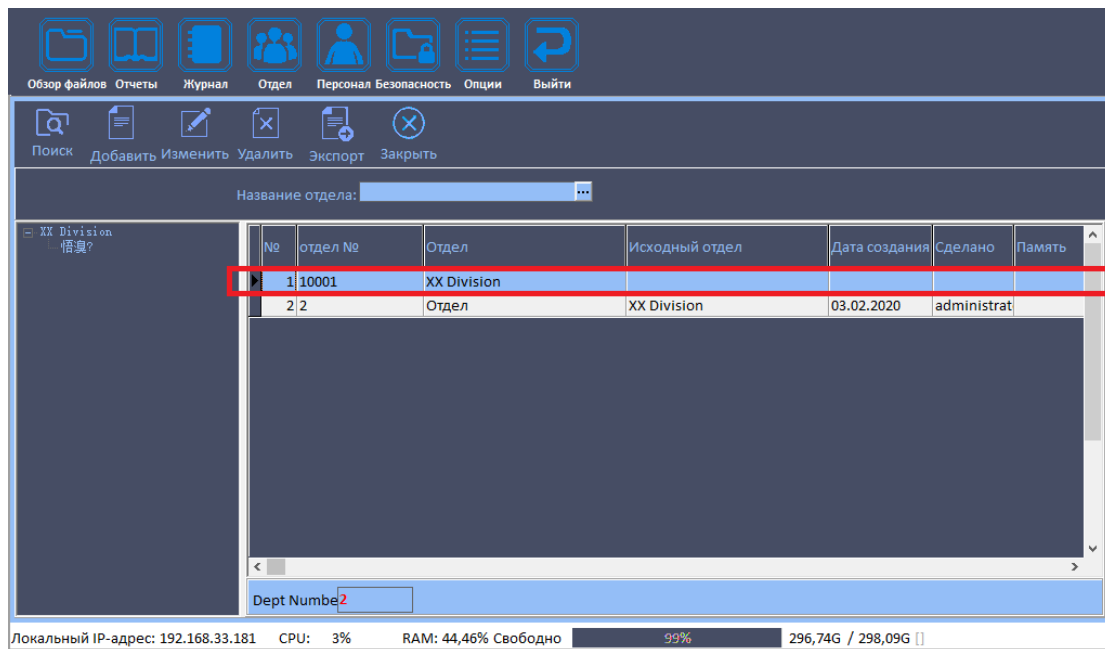 Обзор файлов Отчеты Журнал Отдел Персонал Безопасность Опции Выйти
Поиск Добавить Изменить Удалить Экспорт Закрыть
Название отдела: ...
XX Division
悟溴?
№ отдел № Отдел Исходный отдел Дата создания Сделано Память
1 10001 XX Division
2 2 Отдел XX Division 03.02.2020 administrat
Dept Numbe 2
Локальный IP-адрес: 192.168.33.181 CPU: 3% RAM: 44,46% Свободно 99% 296,74G / 298,09G []